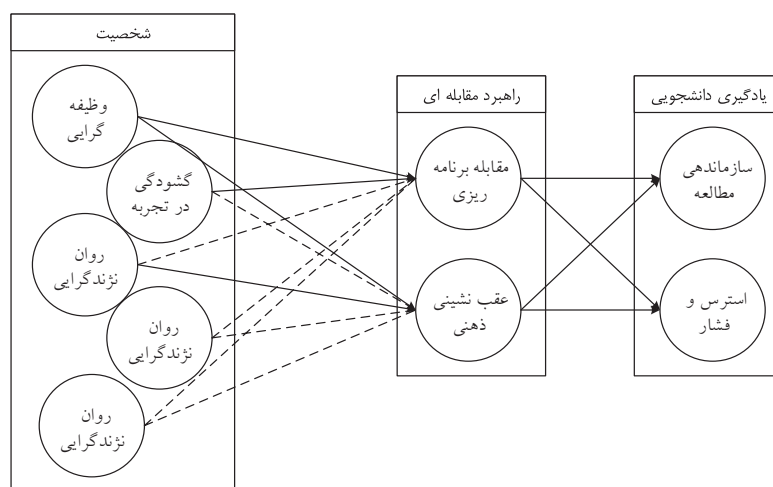 شخصیت
وظیفه
گرایی
گشودگی
در تجربه
روان
نژندگرایی
روان
نژندگرایی
روان
نژندگرایی
راهبرد مقابله ای
مقابله برنامه
ریزی
عقب نشینی
ذهنی
یادگیری دانشجویی
سازماندهی
مطالعه
استرس و
فشار